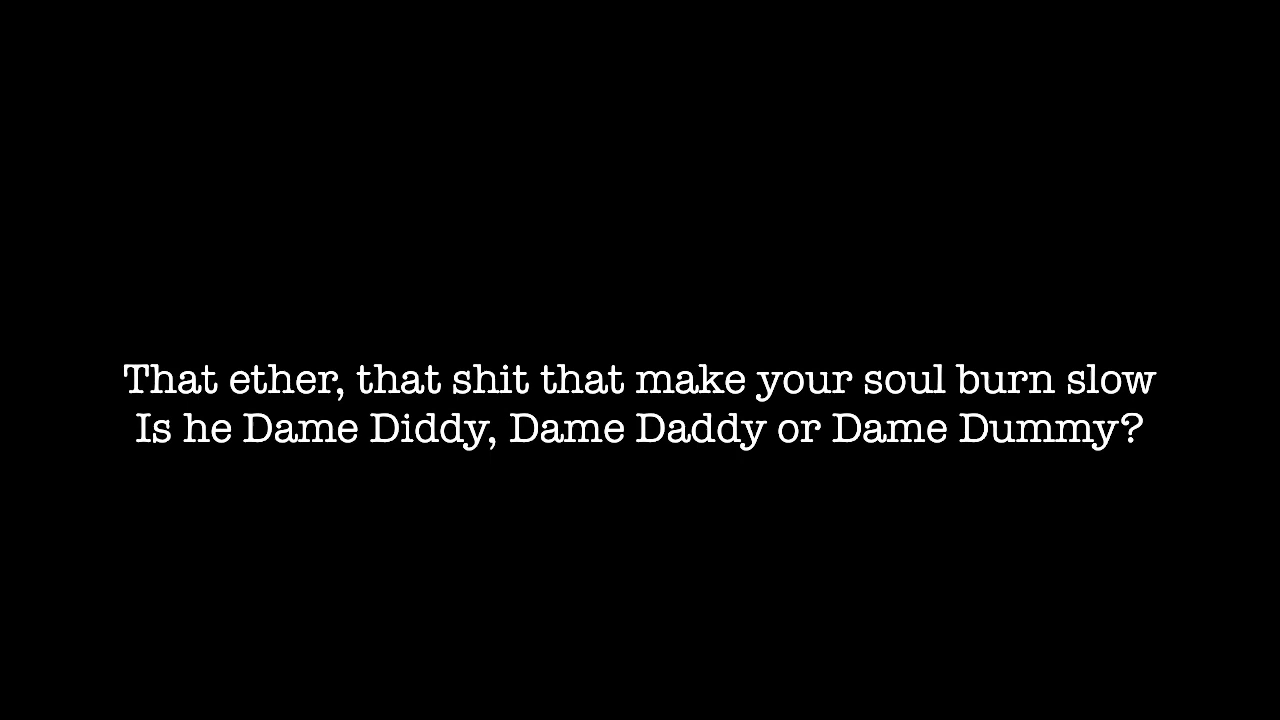 That ether, that shit that make your soul burn slow
Is he Dame Diddy, Dame Daddy or Dame Dummy?